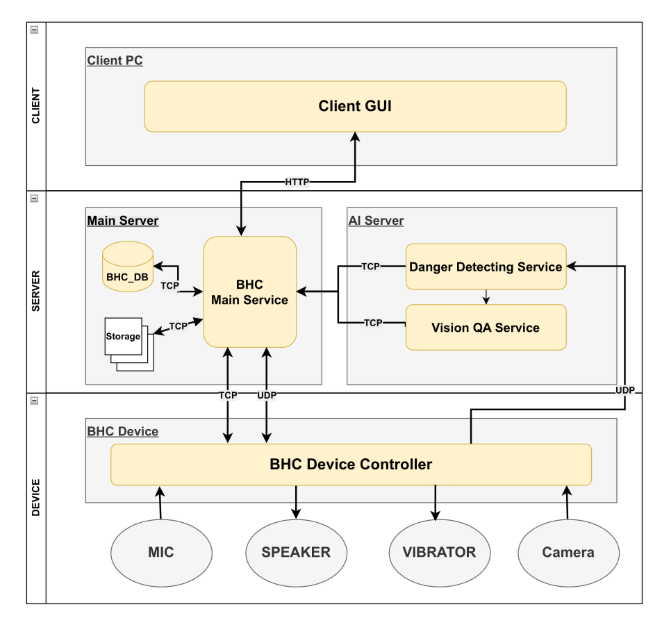 CLIENT
Client PC
Client GUI
HTTP
SERVER
Main Server
BHC_DB
TCP
Storage
TCP
BHC
Main Service
AI Server
TCP
Danger Detecting Service
TCP
Vision QA Service
TCP
UDP
UDP
DEVICE
BHC Device
BHC Device Controller
MIC
SPEAKER
VIBRATOR
Camera